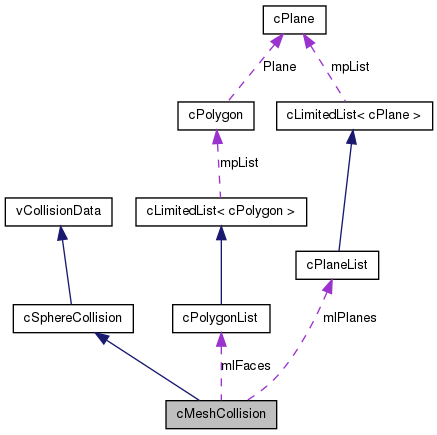 cPlane
Plane
mpList
cPolygon
cLimitedList< cPlane >
mpList
vCollisionData
cLimitedList< cPolygon >
cPlaneList
cSphereCollision
cPolygonList
mlPlanes
mlFaces
cMeshCollision